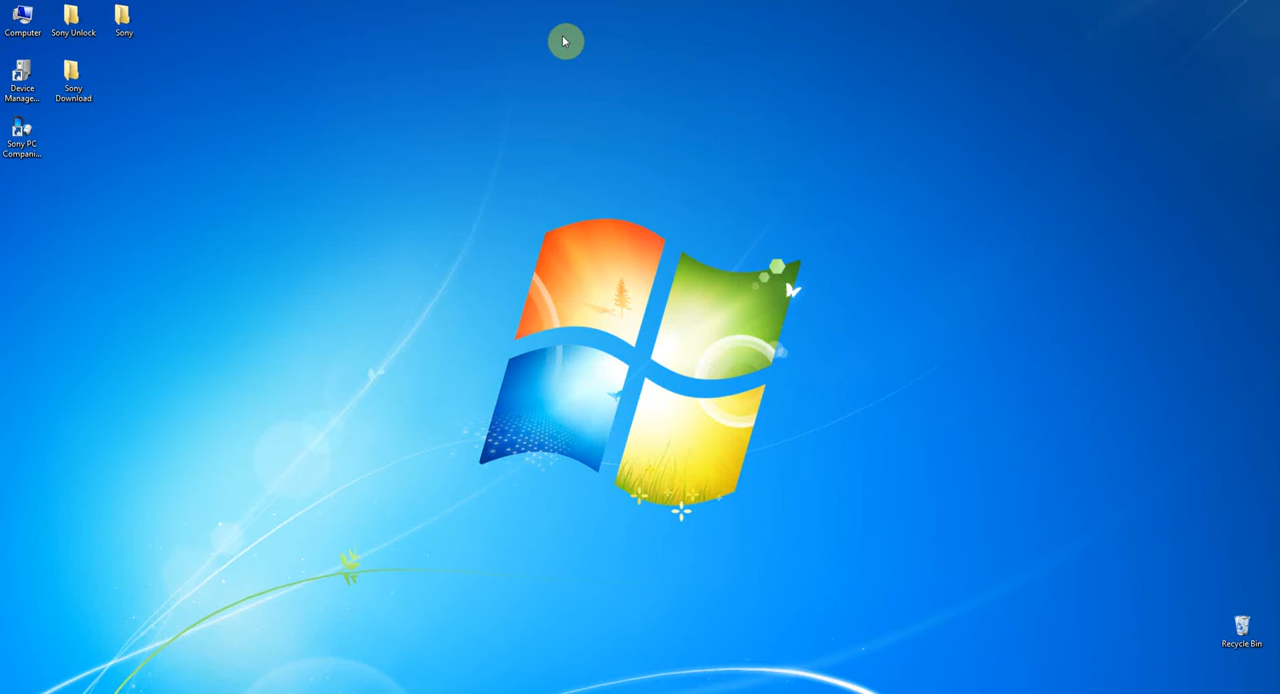 Computer
Sony Unlock
Sony
Device
Manage...
Sony
Download
Sony PC
Compani...
Recycle Bin